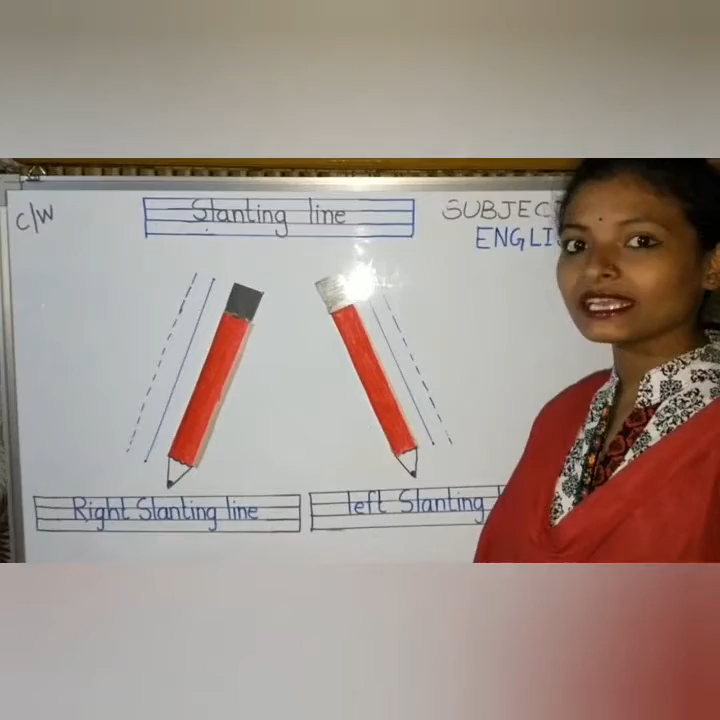 C/W
Slanting line
SUBJEC
ENGLI
Right Slanting line
left Slanting